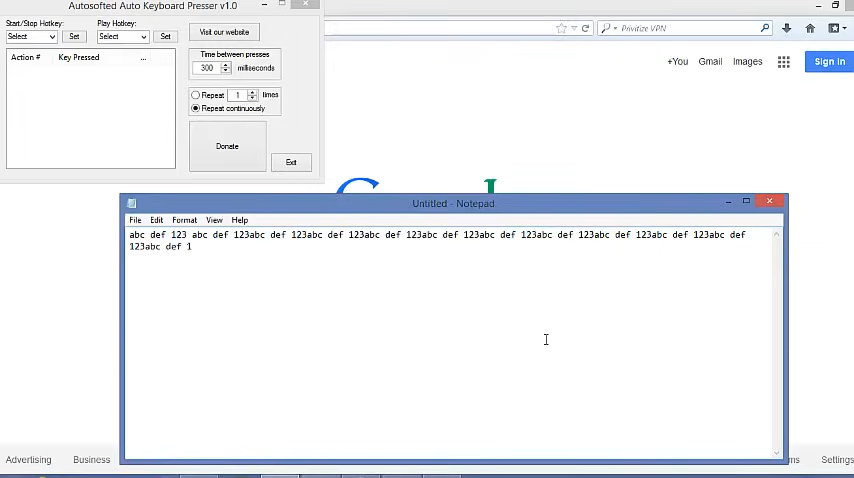 Autosofted Auto Keyboard Presser v1.0
Start/Stop Hotkey: Play Hotkey:
Select Set Select Set
Visit our website
Action # Key Pressed ...
Time between presses
300 milliseconds
Repeat 1 times
Repeat continuously
Donate
Exit
Privitize VPN
+You Gmail Images Sign in
Untitled - Notepad
File Edit Format View Help
abc def 123 abc def 123abc def 123abc def 123abc def 123abc def 123abc def 123abc def 123abc def 123abc def
123abc def 1
Advertising Business Settings